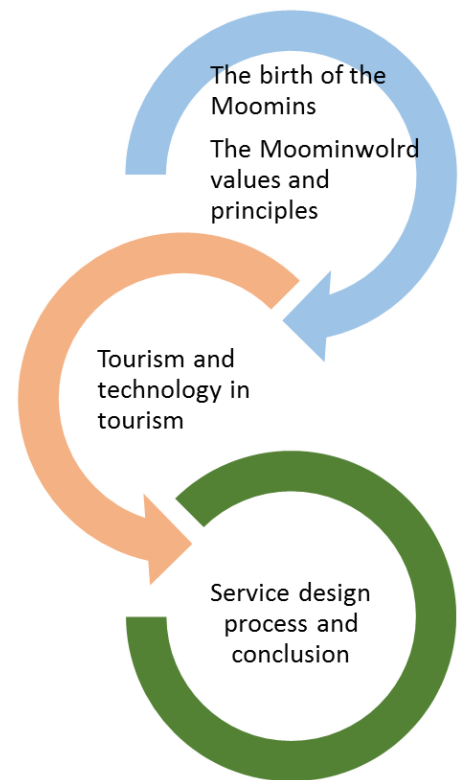 The birth of the
Moomins
The Moominwolrd
values and
principles
Tourism and
technology in
tourism
Service design
process and
conclusion